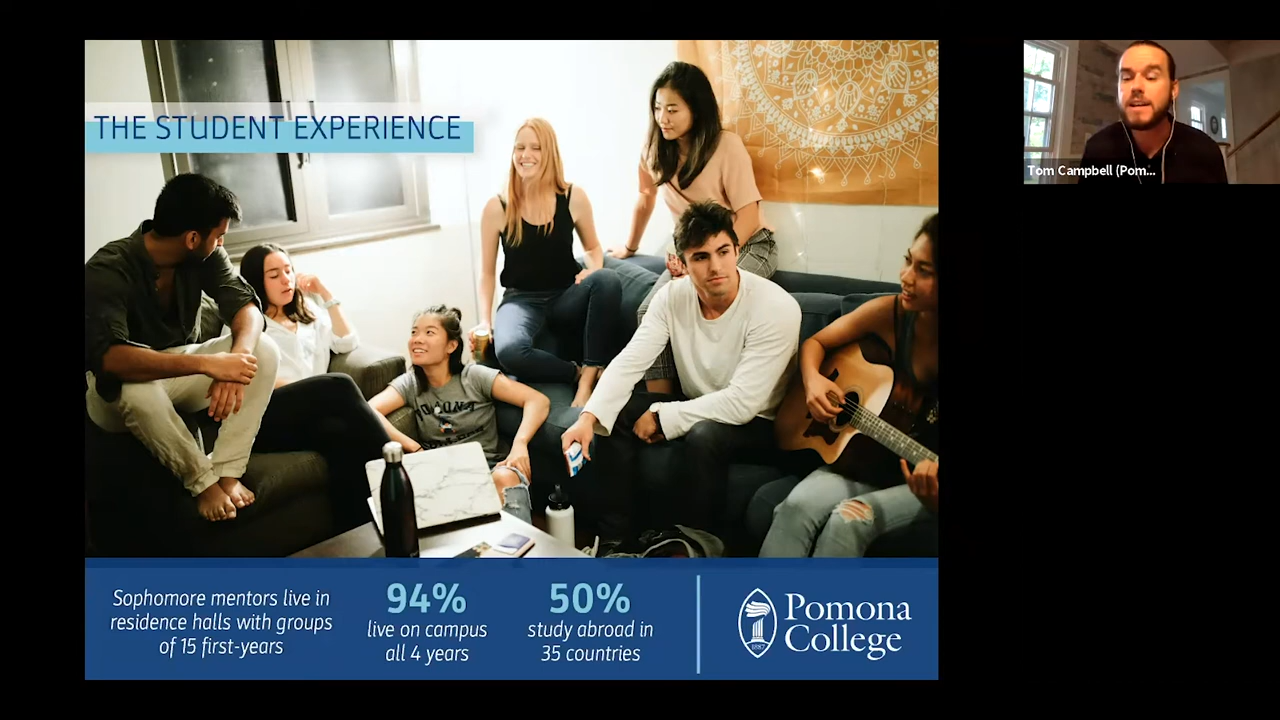 THE STUDENT EXPERIENCE
Tom Campbell (Pom...
POMONA
Sophomore mentors live in
residence halls with groups
of 15 first-years
94%
live on campus
all 4 years
50%
study abroad in
35 countries
Pomona
College